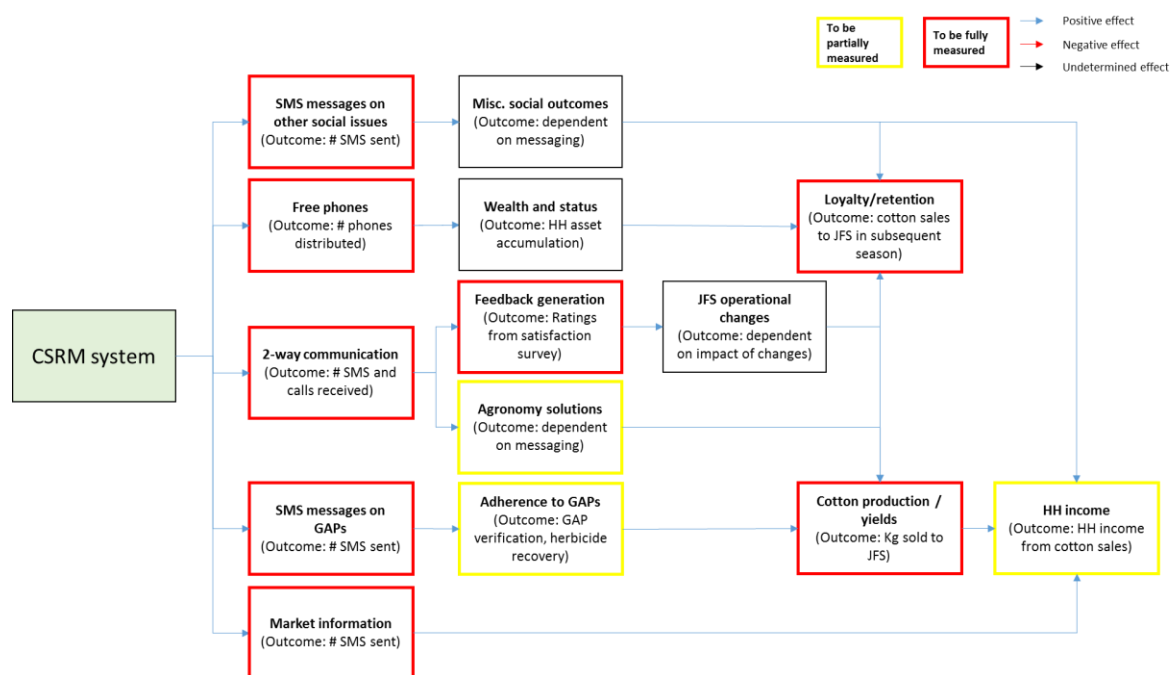 To be
partially
measured
To be fully
measured
Positive effect
Negative effect
Undetermined effect
SMS messages on
other social issues
(Outcome: # SMS sent)
Misc. social outcomes
(Outcome: dependent
on messaging)
Free phones
(Outcome: # phones
distributed)
Wealth and status
(Outcome: HH asset
accumulation)
Loyalty/retention
(Outcome: cotton sales
to JFS in subsequent
season)
CSRM system
2-way communication
(Outcome: # SMS and
calls received)
Feedback generation
(Outcome: Ratings
from satisfaction
survey)
JFS operational
changes
(Outcome: dependent
on impact of changes)
Agronomy solutions
(Outcome: dependent
on messaging)
SMS messages on
GAPs
(Outcome: # SMS sent)
Adherence to GAPs
(Outcome: GAP
verification, herbicide
recovery)
Cotton production /
yields
(Outcome: Kg sold to
JFS)
HH income
(Outcome: HH income
from cotton sales)
Market information
(Outcome: # SMS sent)